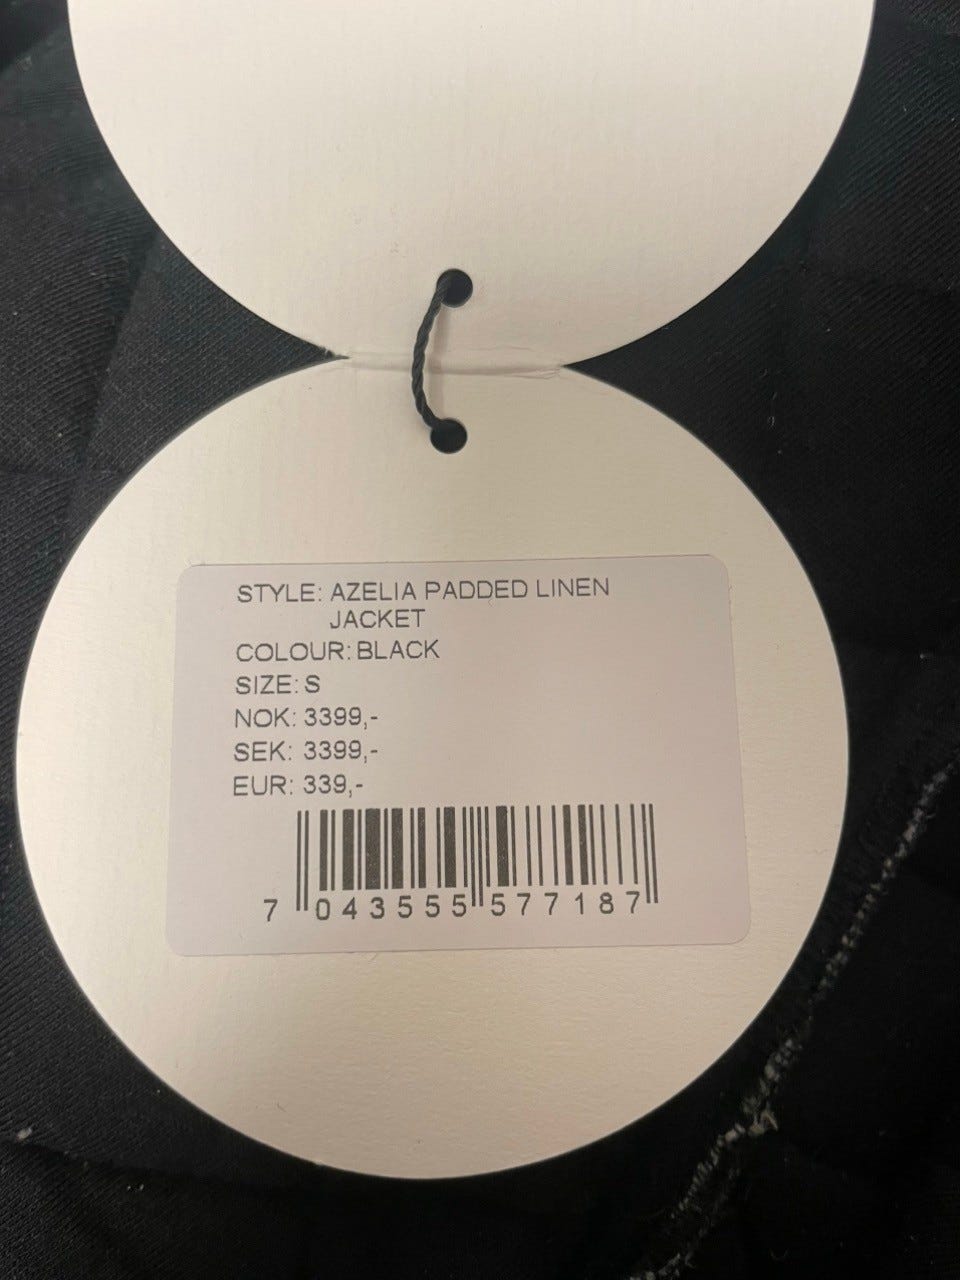 STYLE: AZELIA PADDED LINEN
JACKET
COLOUR: BLACK
SIZE: S
NOK: 3399,-
SEK: 3399,-
EUR: 339,-
7 043555 577187